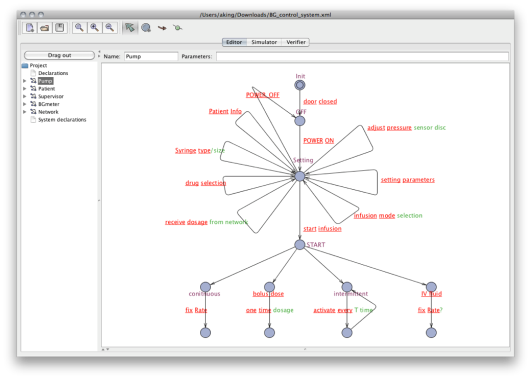 /Users/aking/Downloads/BG_control_system.xml
Editor Simulator Verifier
Drag out
Name: Pump Parameters:
Project
Declarations
Pump
Patient
Supervisor
BGmeter
Network
System declarations
Init
door closed
POWER_OFF
OFF
Patient Info
POWER ON
adjust pressure sensor disc
Syringe type/size
Setting
drug selection
setting parameters
infusion mode selection
receive dosage from network
start infusion
START
continuous
bolus dose
intermittent
IV fluid
fix Rate
one time dosage
activate every T time
fix Rate?